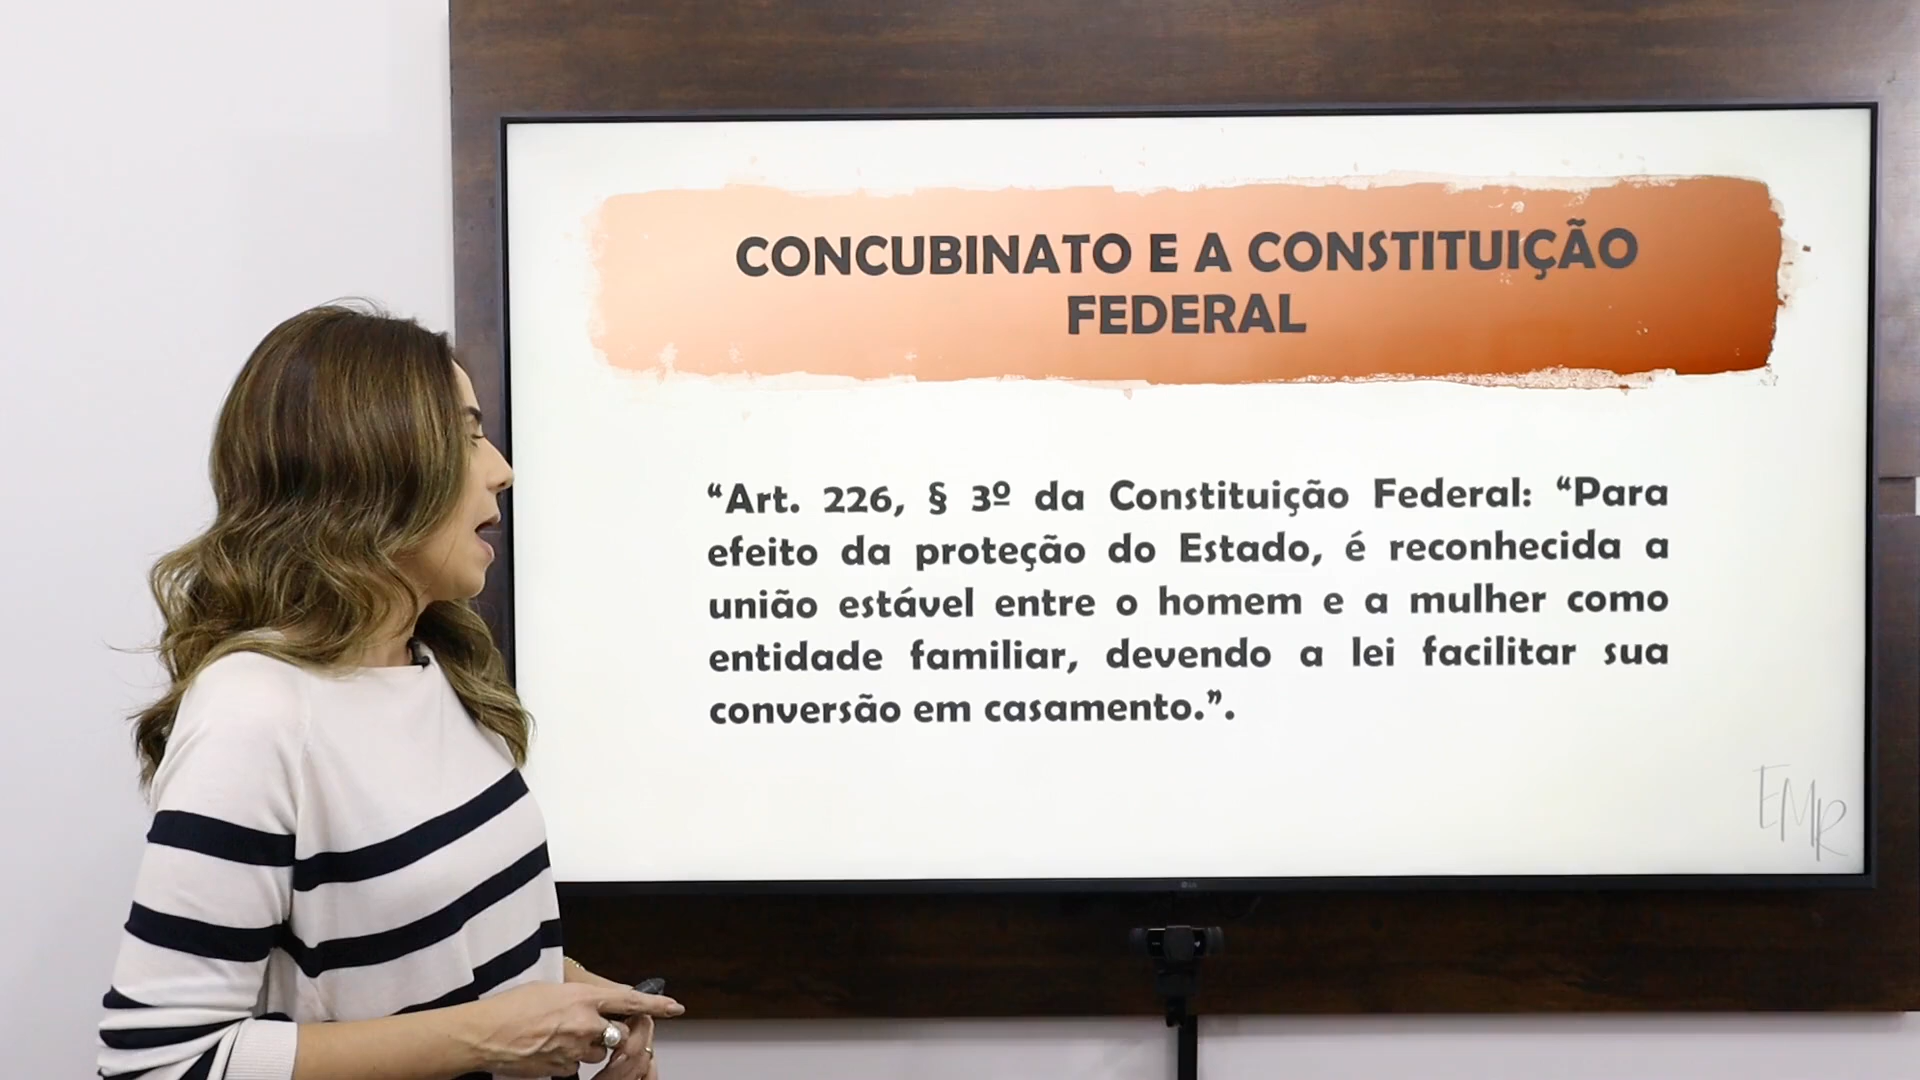 CONCUBINATO E A CONSTITUIÇÃO
FEDERAL
“Art. 226, § 3º da Constituição Federal: “Para
efeito da proteção do Estado, é reconhecida a
união estável entre o homem e a mulher como
entidade familiar, devendo a lei facilitar sua
conversão em casamento.”.
EMR
LG